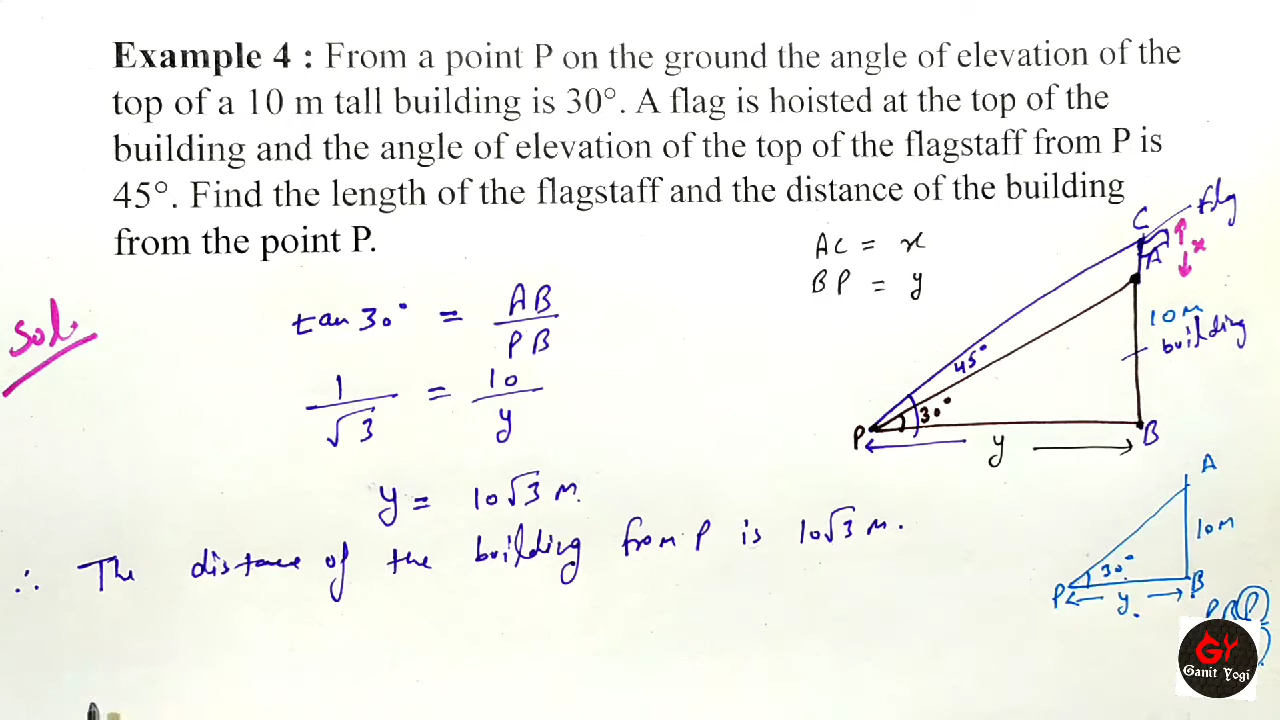 Example 4 : From a point P on the ground the angle of elevation of the
top of a 10 m tall building is 30°. A flag is hoisted at the top of the
building and the angle of elevation of the top of the flagstaff from P is
45°. Find the length of the flagstaff and the distance of the building
from the point P.
Sol.
AC = x
BP = y
tan 30° = AB/PB
1/√3 = 10/y
y = 10√3 m.
∴ The distance of the building from P is 10√3 m.
C
x
A
10 m
building
45°
30°
P
y
B
A
10m
30°
P
y
B
GY
Ganit Yogi